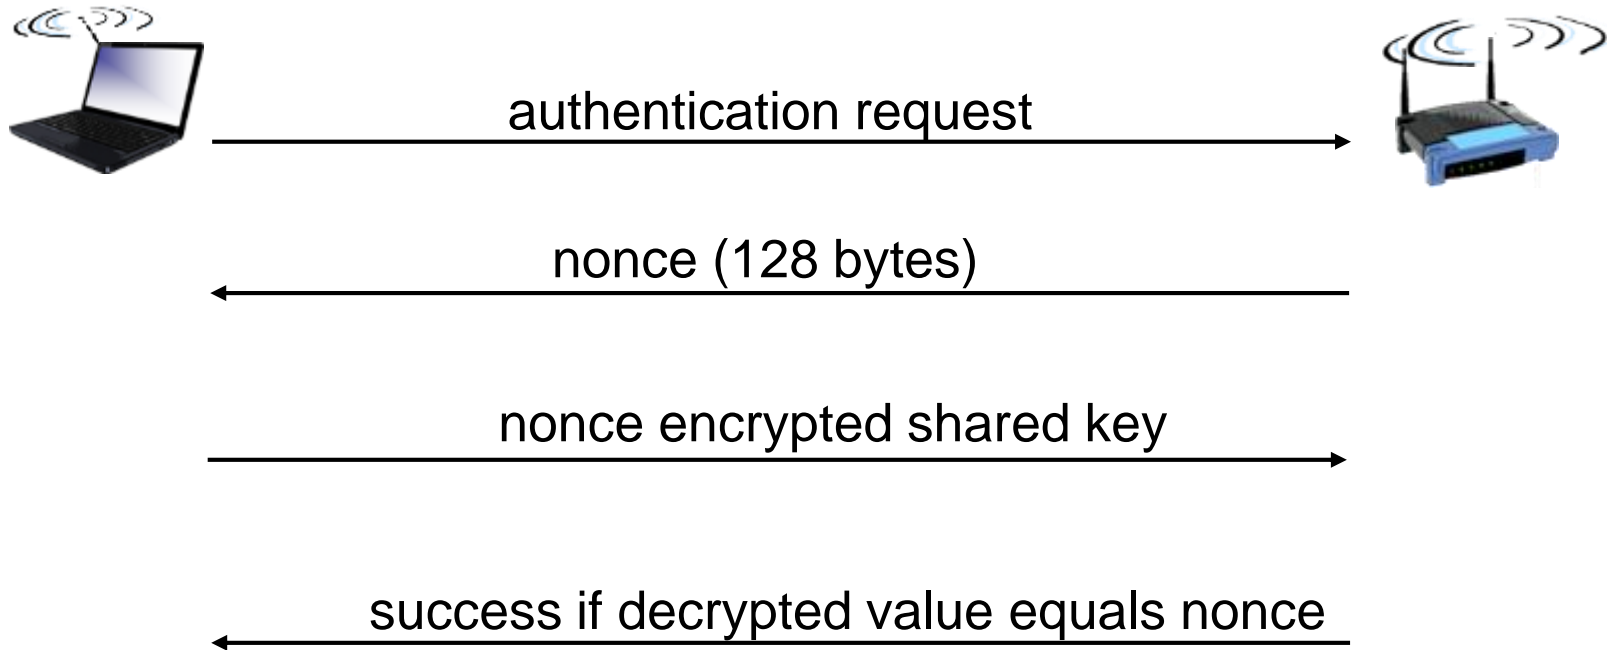 authentication request
nonce (128 bytes)
nonce encrypted shared key
success if decrypted value equals nonce